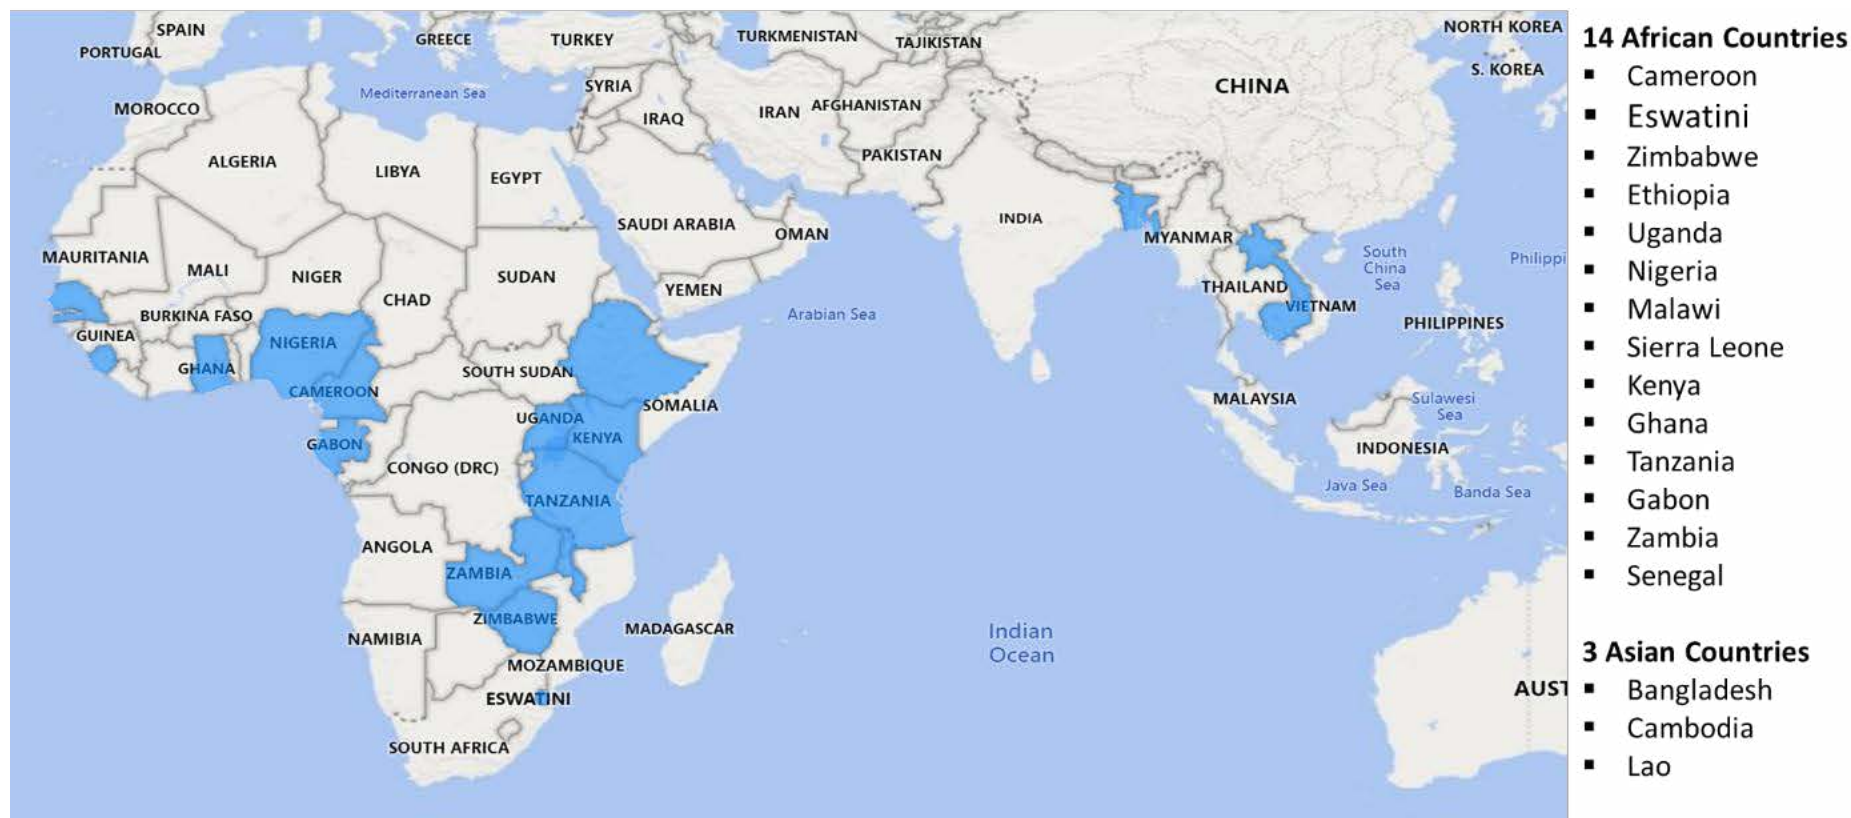 SPAIN
PORTUGAL
GREECE
TURKEY
TURKMENISTAN
TAJIKISTAN
NORTH KOREA
S. KOREA
SYRIA
Mediterranean Sea
MOROCCO
IRAQ
IRAN
AFGHANISTAN
CHINA
PAKISTAN
ALGERIA
LIBYA
EGYPT
SAUDI ARABIA
OMAN
INDIA
MYANMAR
MAURITANIA
MALI
NIGER
CHAD
SUDAN
YEMEN
THAILAND
VIETNAM
South
China
Sea
Philippi
Arabian Sea
BURKINA FASO
GUINEA
NIGERIA
GHANA
CAMEROON
SOUTH SUDAN
PHILIPPINES
SOMALIA
UGANDA
KENYA
GABON
CONGO (DRC)
TANZANIA
MALAYSIA
Sulawesi
Sea
INDONESIA
Java Sea
Banda Sea
ANGOLA
ZAMBIA
ZIMBABWE
NAMIBIA
MADAGASCAR
Indian
Ocean
MOZAMBIQUE
ESWATINI
SOUTH AFRICA
AUST
14 African Countries
▪ Cameroon
▪ Eswatini
▪ Zimbabwe
▪ Ethiopia
▪ Uganda
▪ Nigeria
▪ Malawi
▪ Sierra Leone
▪ Kenya
▪ Ghana
▪ Tanzania
▪ Gabon
▪ Zambia
▪ Senegal
3 Asian Countries
▪ Bangladesh
▪ Cambodia
▪ Lao